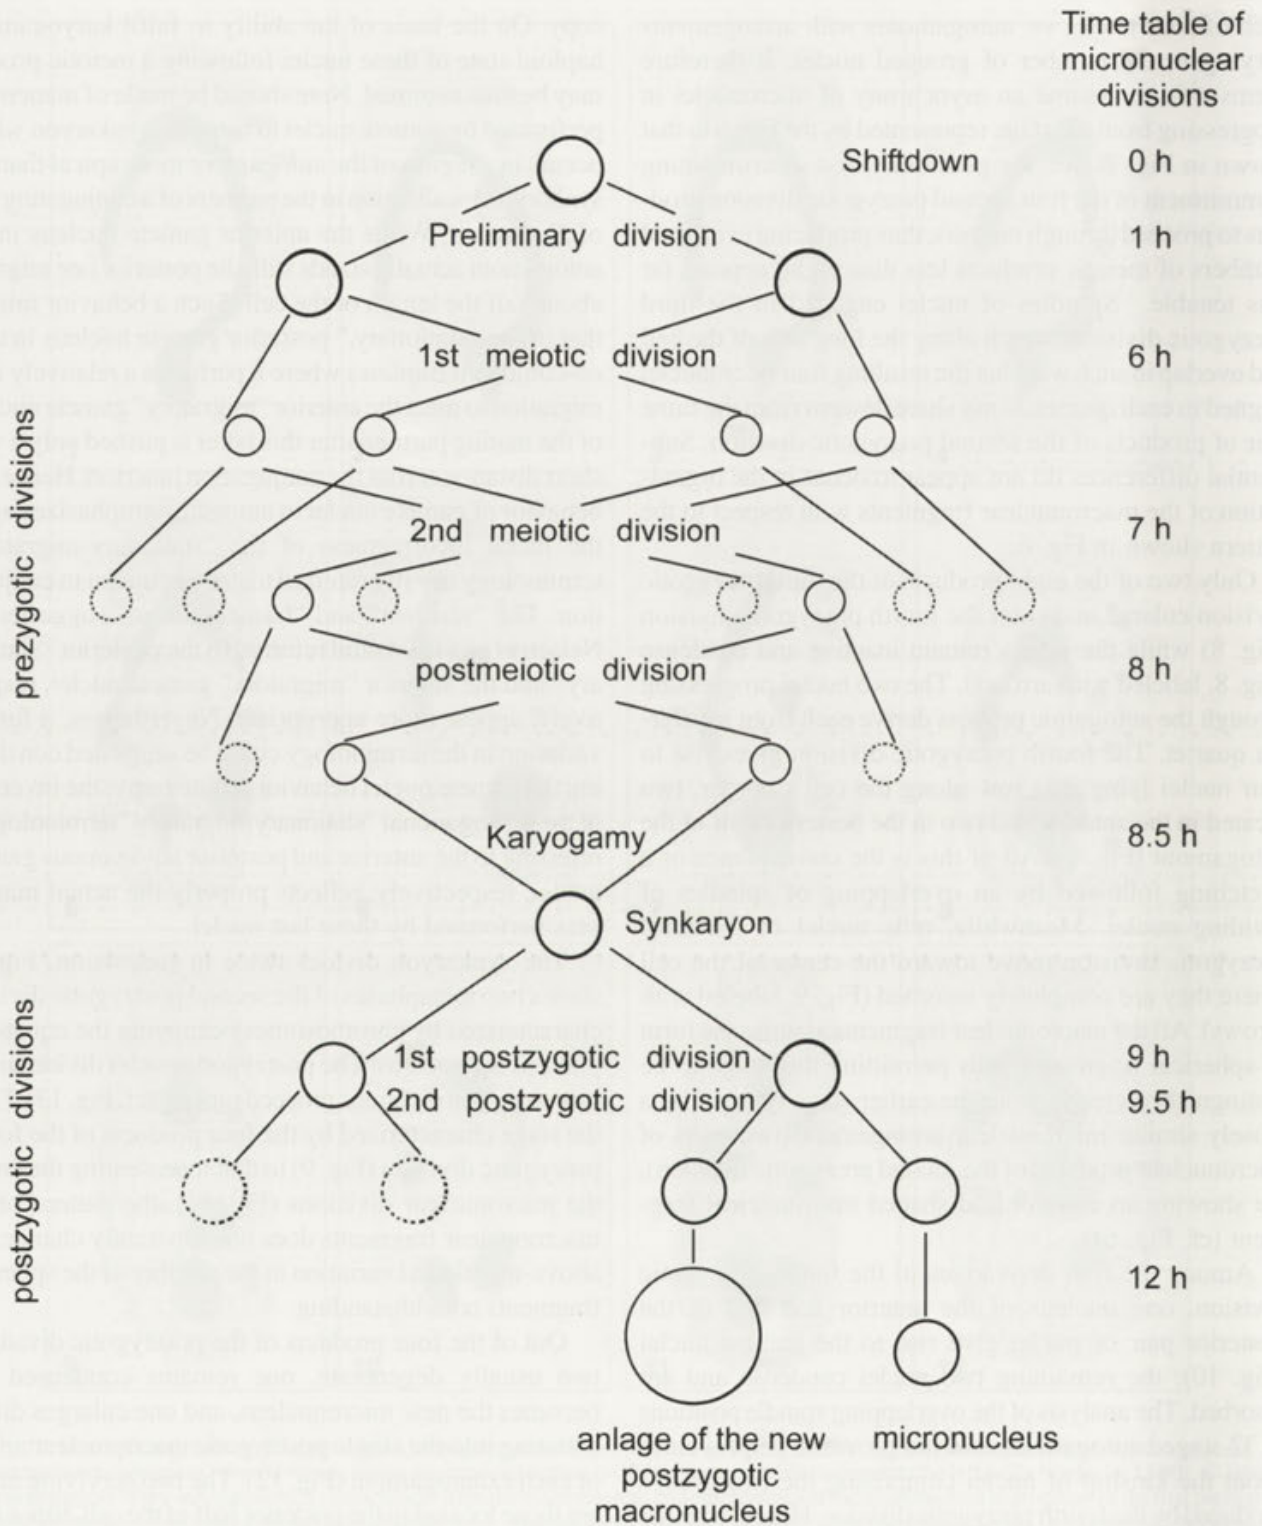 Time table of
micronuclear
divisions
Shiftdown 0 h
Preliminary division 1 h
1st meiotic division 6 h
2nd meiotic division 7 h
postmeiotic division 8 h
Karyogamy 8.5 h
Synkaryon
1st postzygotic division 9 h
2nd postzygotic division 9.5 h
12 h
anlage of the new micronucleus
postzygotic
macronucleus
prezygotic divisions
postzygotic divisions